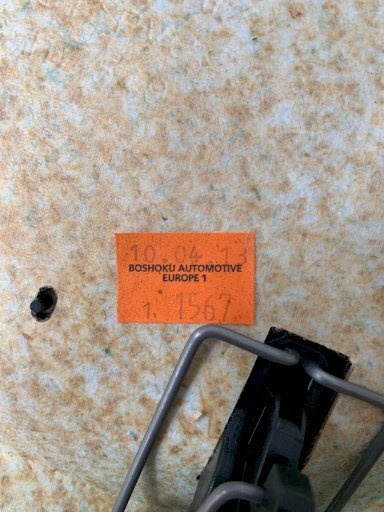 10.04.13
BOSHOKU AUTOMOTIVE
EUROPE 1
1. 1567